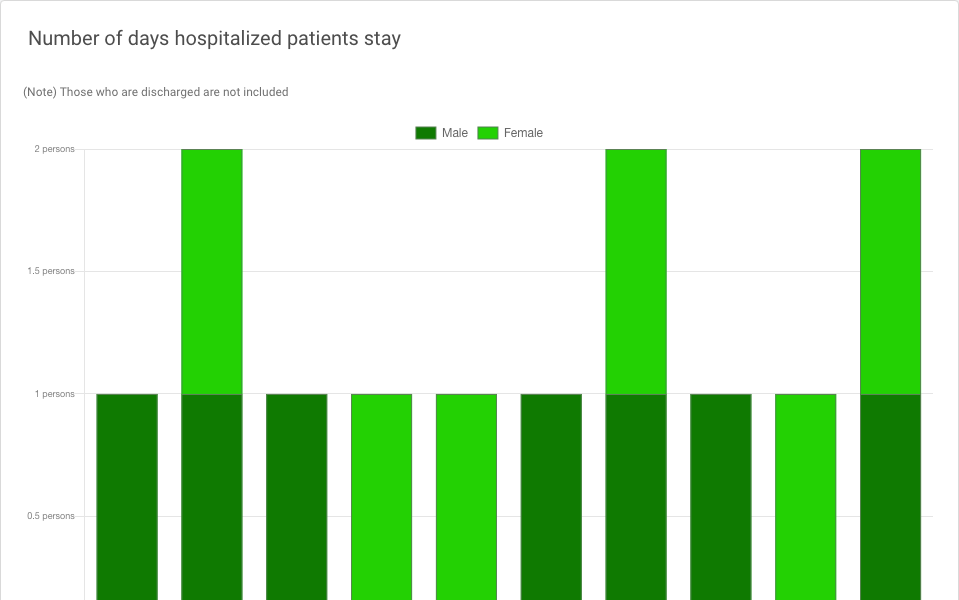 Number of days hospitalized patients stay
(Note) Those who are discharged are not included
Male Female
2 persons
1.5 persons
1 persons
0.5 persons